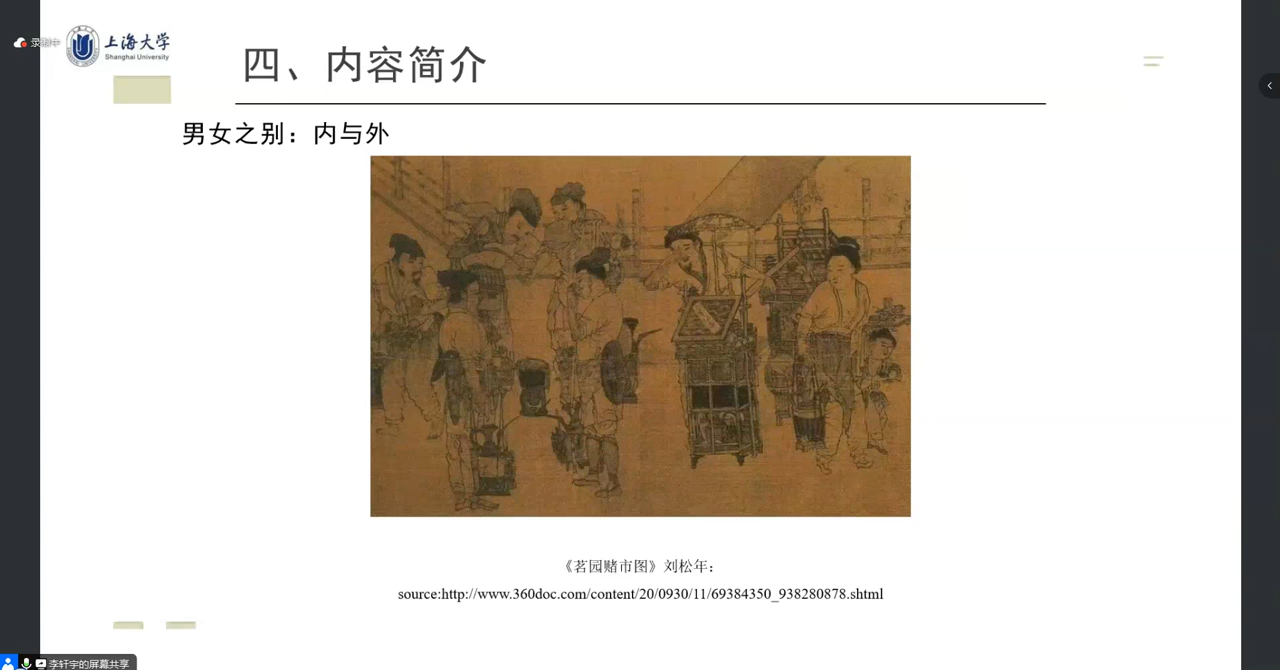 录制中
上海大学
Shanghai University
四、内容简介
男女之别：内与外
《茗园赌市图》刘松年：
source:http://www.360doc.com/content/20/0930/11/69384350_938280878.shtml
李轩宇的屏幕共享